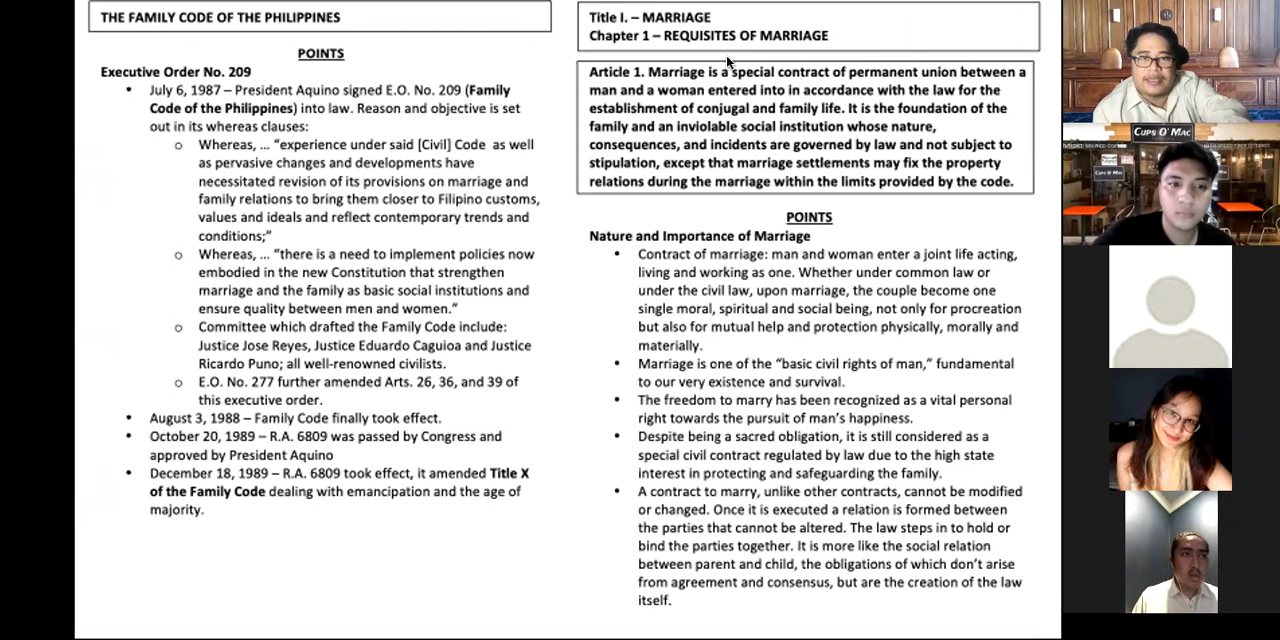 THE FAMILY CODE OF THE PHILIPPINES
POINTS
Executive Order No. 209
• July 6, 1987 – President Aquino signed E.O. No. 209 (Family
Code of the Philippines) into law. Reason and objective is set
out in its whereas clauses:
o Whereas, … “experience under said [Civil] Code as well
as pervasive changes and developments have
necessitated revision of its provisions on marriage and
family relations to bring them closer to Filipino customs,
values and ideals and reflect contemporary trends and
conditions;”
o Whereas, … “there is a need to implement policies now
embodied in the new Constitution that strengthen
marriage and the family as basic social institutions and
ensure quality between men and women.”
o Committee which drafted the Family Code include:
Justice Jose Reyes, Justice Eduardo Caguioa and Justice
Ricardo Puno; all well-renowned civilists.
o E.O. No. 277 further amended Arts. 26, 36, and 39 of
this executive order.
• August 3, 1988 – Family Code finally took effect.
• October 20, 1989 – R.A. 6809 was passed by Congress and
approved by President Aquino
• December 18, 1989 – R.A. 6809 took effect, it amended Title X
of the Family Code dealing with emancipation and the age of
majority.
Title I. – MARRIAGE
Chapter 1 – REQUISITES OF MARRIAGE
Article 1. Marriage is a special contract of permanent union between a
man and a woman entered into in accordance with the law for the
establishment of conjugal and family life. It is the foundation of the
family and an inviolable social institution whose nature,
consequences, and incidents are governed by law and not subject to
stipulation, except that marriage settlements may fix the property
relations during the marriage within the limits provided by the code.
POINTS
Nature and Importance of Marriage
• Contract of marriage: man and woman enter a joint life acting,
living and working as one. Whether under common law or
under the civil law, upon marriage, the couple become one
single moral, spiritual and social being, not only for procreation
but also for mutual help and protection physically, morally and
materially.
• Marriage is one of the “basic civil rights of man,” fundamental
to our very existence and survival.
• The freedom to marry has been recognized as a vital personal
right towards the pursuit of man’s happiness.
• Despite being a sacred obligation, it is still considered as a
special civil contract regulated by law due to the high state
interest in protecting and safeguarding the family.
• A contract to marry, unlike other contracts, cannot be modified
or changed. Once it is executed a relation is formed between
the parties that cannot be altered. The law steps in to hold or
bind the parties together. It is more like the social relation
between parent and child, the obligations of which don’t arise
from agreement and consensus, but are the creation of the law
itself.
CUPS O' MAC